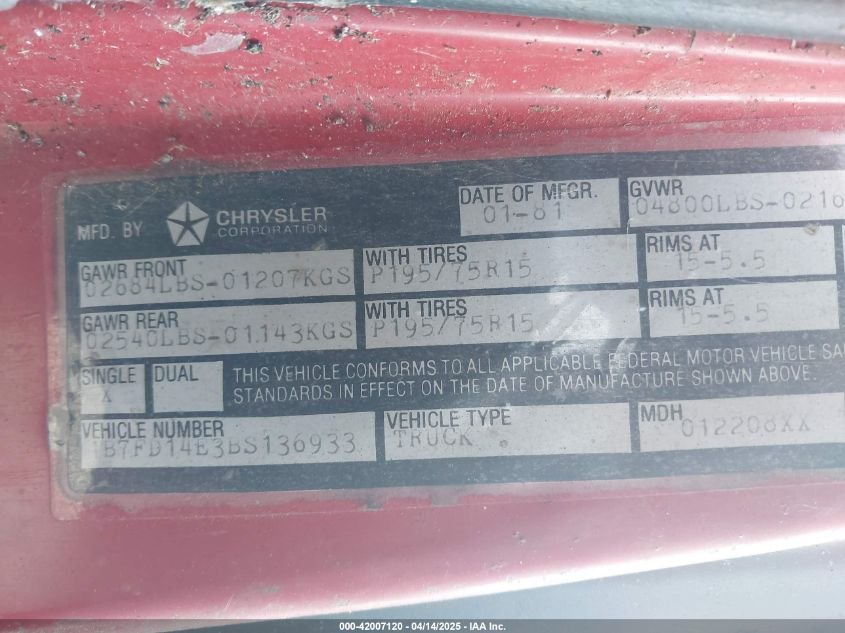 MFD. BY CHRYSLER CORPORATION
DATE OF MFGR.
01-81
GVWR
04800LBS-0216
GAWR FRONT
02684LBS-01207KGS
WITH TIRES
P195/75R15
RIMS AT
15-5.5
GAWR REAR
02540LBS-01143KGS
WITH TIRES
P195/75R15
RIMS AT
15-5.5
SINGLE
X
DUAL
THIS VEHICLE CONFORMS TO ALL APPLICABLE FEDERAL MOTOR VEHICLE SA
STANDARDS IN EFFECT ON THE DATE OF MANUFACTURE SHOWN ABOVE.
VEHICLE NUMBER
B7FD14E3BS136933
VEHICLE TYPE
TRUCK
MDH
012208XX
000-42007120 - 04/14/2025 - IAA Inc.